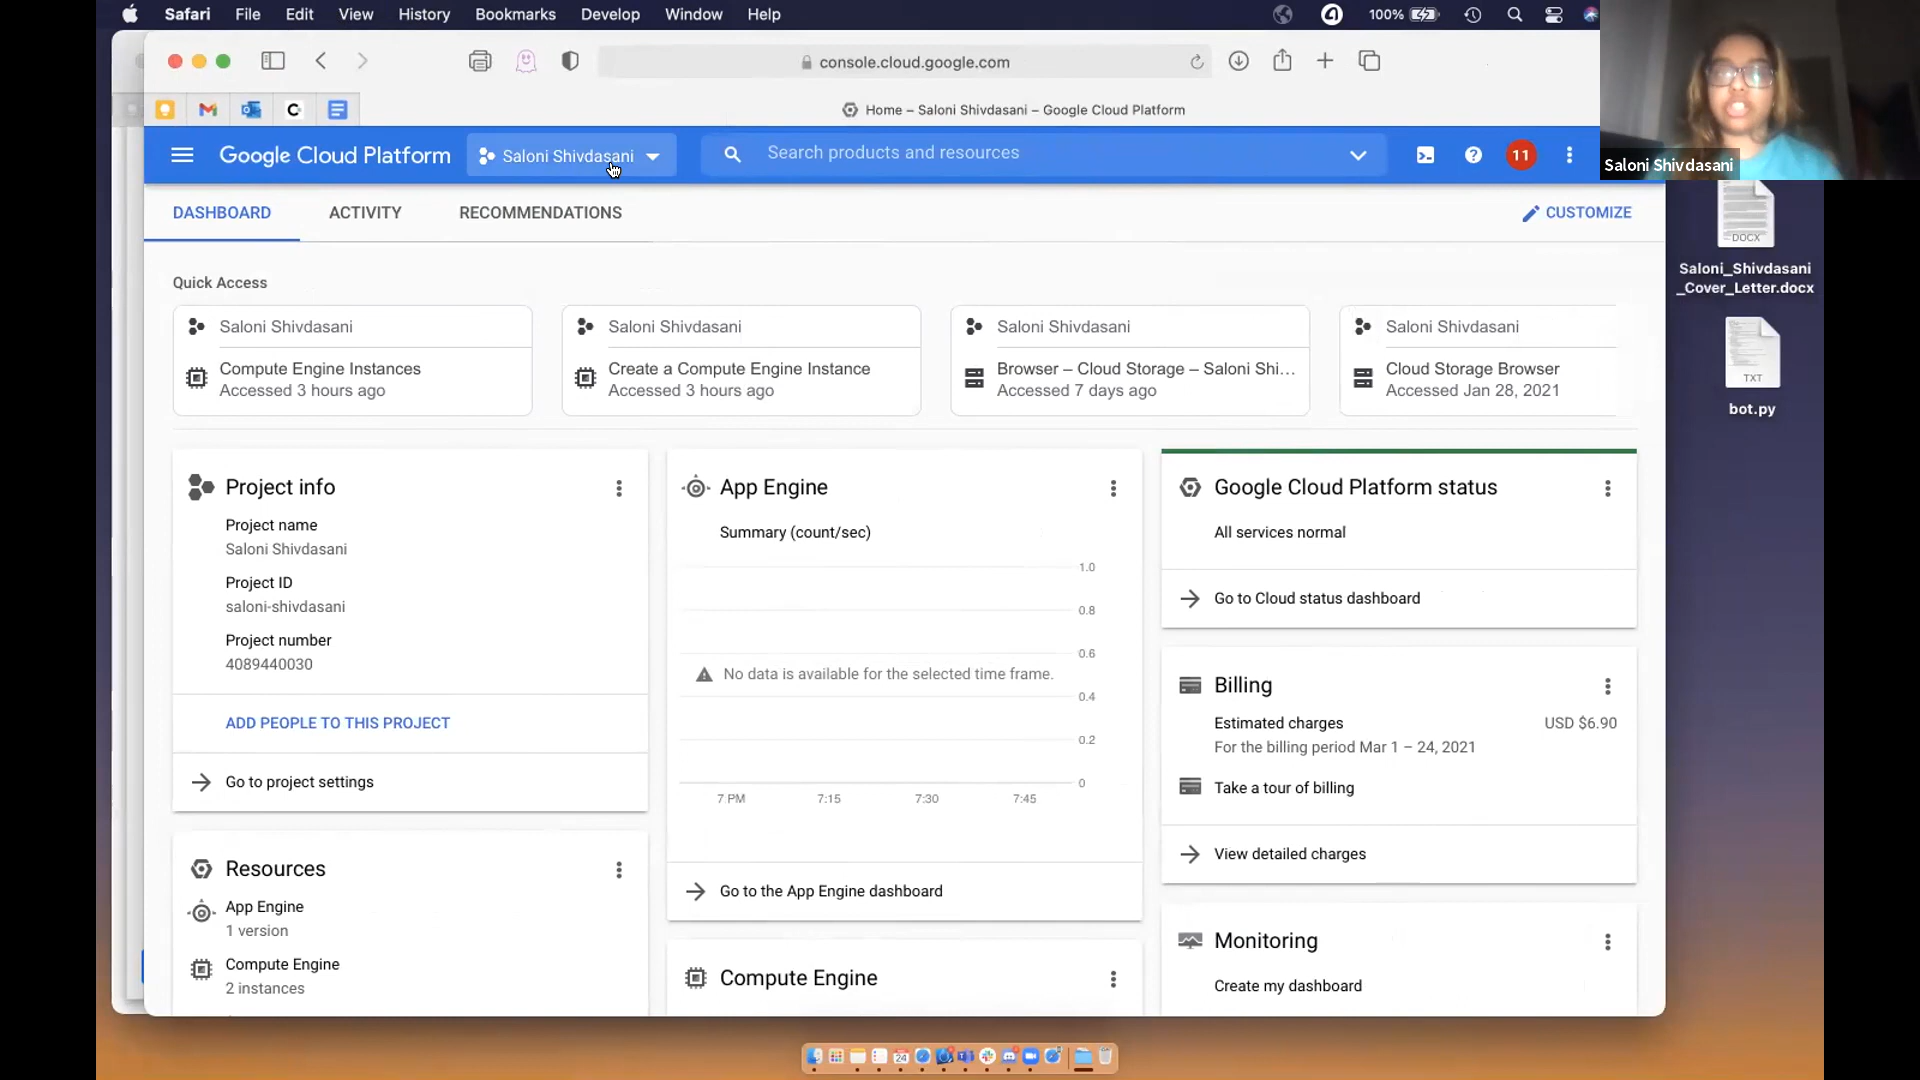 Safari File Edit View History Bookmarks Develop Window Help 100%
console.cloud.google.com
Home – Saloni Shivdasani – Google Cloud Platform
Google Cloud Platform Saloni Shivdasani Search products and resources 11
Saloni Shivdasani
DASHBOARD ACTIVITY RECOMMENDATIONS CUSTOMIZE
DOCX
Saloni_Shivdasani
_Cover_Letter.docx
TXT
bot.py
Quick Access
Saloni Shivdasani
Compute Engine Instances
Accessed 3 hours ago
Saloni Shivdasani
Create a Compute Engine Instance
Accessed 3 hours ago
Saloni Shivdasani
Browser – Cloud Storage – Saloni Shi...
Accessed 7 days ago
Saloni Shivdasani
Cloud Storage Browser
Accessed Jan 28, 2021
Project info
Project name
Saloni Shivdasani
Project ID
saloni-shivdasani
Project number
4089440030
ADD PEOPLE TO THIS PROJECT
Go to project settings
Resources
App Engine
1 version
Compute Engine
2 instances
App Engine
Summary (count/sec)
1.0
0.8
0.6
No data is available for the selected time frame.
0.4
0.2
0
7 PM 7:15 7:30 7:45
Go to the App Engine dashboard
Compute Engine
Google Cloud Platform status
All services normal
Go to Cloud status dashboard
Billing
Estimated charges USD $6.90
For the billing period Mar 1 – 24, 2021
Take a tour of billing
View detailed charges
Monitoring
Create my dashboard
24